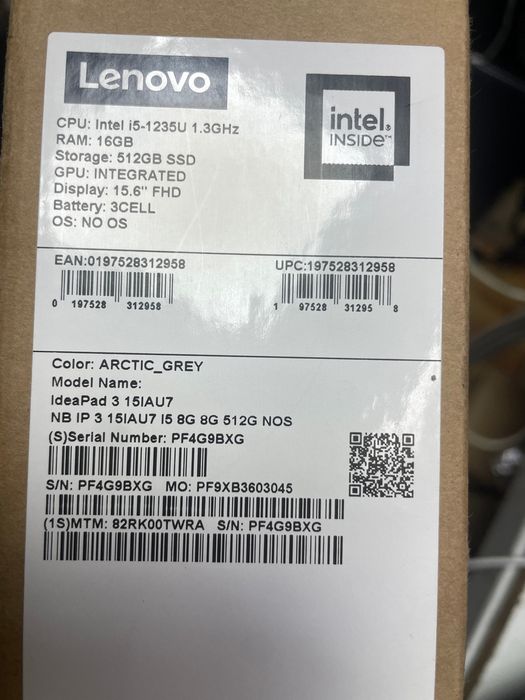 Lenovo
intel.
INSIDE™
CPU: Intel i5-1235U 1.3GHz
RAM: 16GB
Storage: 512GB SSD
GPU: INTEGRATED
Display: 15.6" FHD
Battery: 3CELL
OS: NO OS
EAN:0197528312958 UPC:197528312958
0 197528 312958 1 97528 31295 8
Color: ARCTIC_GREY
Model Name:
IdeaPad 3 15IAU7
NB IP 3 15IAU7 I5 8G 8G 512G NOS
(S)Serial Number: PF4G9BXG
S/N: PF4G9BXG MO: PF9XB3603045
(1S)MTM: 82RK00TWRA S/N: PF4G9BXG